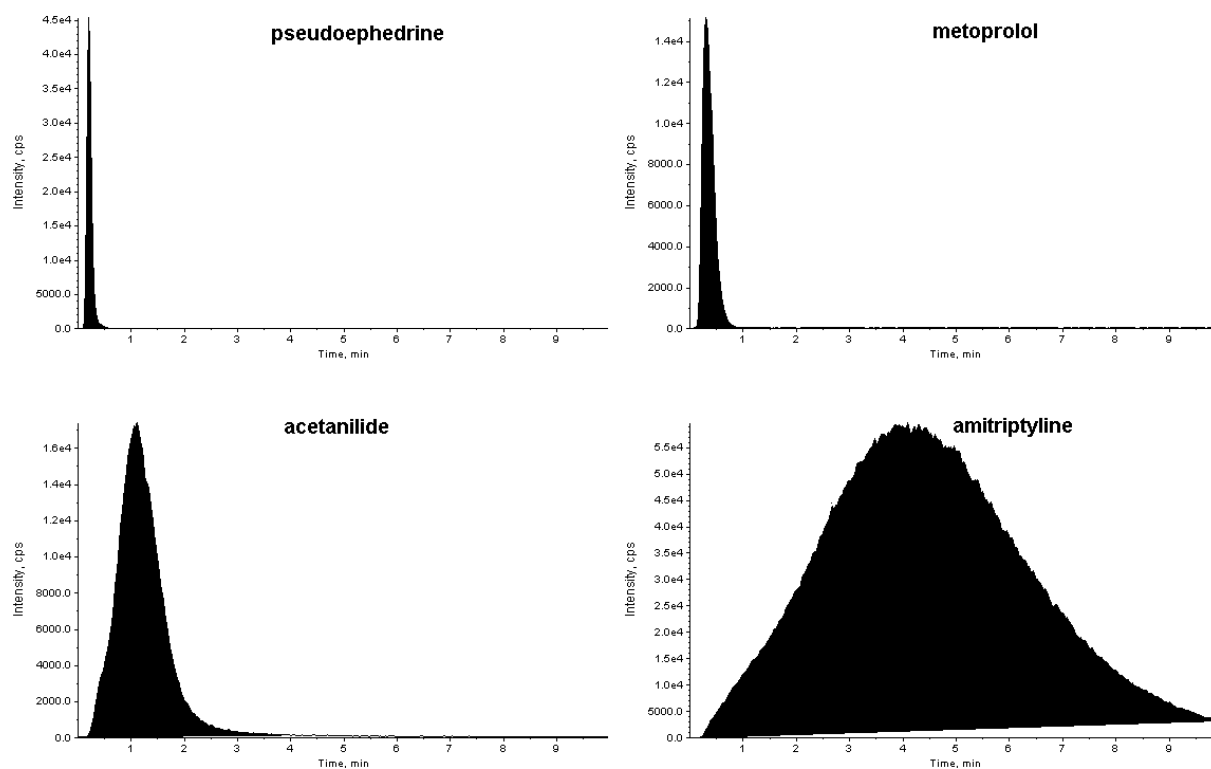 pseudoephedrine
4.5e4
4.0e4
3.5e4
3.0e4
2.5e4
2.0e4
1.5e4
1.0e4
5000.0
0.0
Intensity, cps
1 2 3 4 5 6 7 8 9
Time, min
metoprolol
1.4e4
1.2e4
1.0e4
8000.0
6000.0
4000.0
2000.0
0.0
Intensity, cps
1 2 3 4 5 6 7 8 9
Time, min
acetanilide
1.6e4
1.4e4
1.2e4
1.0e4
8000.0
6000.0
4000.0
2000.0
0.0
Intensity, cps
1 2 3 4 5 6 7 8 9
Time, min
amitriptyline
5.5e4
5.0e4
4.5e4
4.0e4
3.5e4
3.0e4
2.5e4
2.0e4
1.5e4
1.0e4
5000.0
0.0
Intensity, cps
1 2 3 4 5 6 7 8 9
Time, min